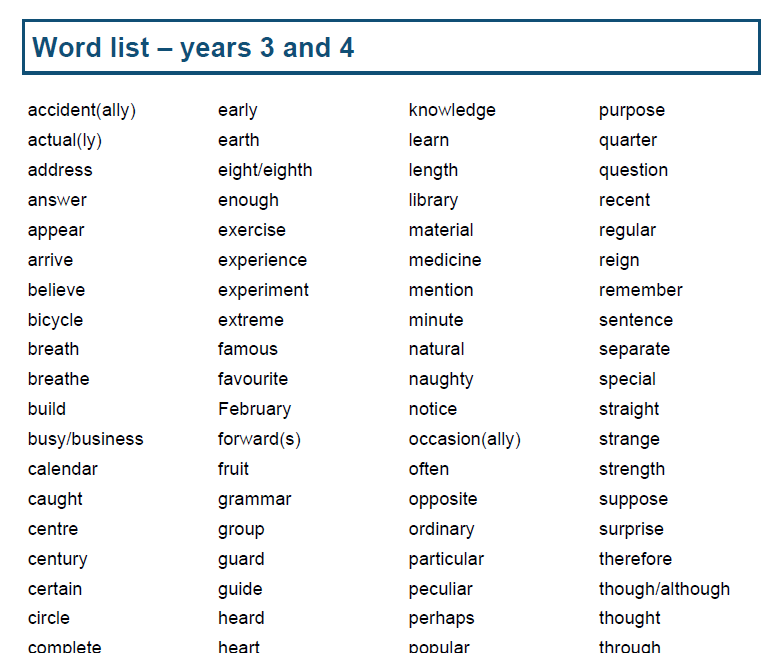 Word list – years 3 and 4
accident(ally) early knowledge purpose
actual(ly) earth learn quarter
address eight/eighth length question
answer enough library recent
appear exercise material regular
arrive experience medicine reign
believe experiment mention remember
bicycle extreme minute sentence
breath famous natural separate
breathe favourite naughty special
build February notice straight
busy/business forward(s) occasion(ally) strange
calendar fruit often strength
caught grammar opposite suppose
centre group ordinary surprise
century guard particular therefore
certain guide peculiar though/although
circle heard perhaps thought
complete heart popular through